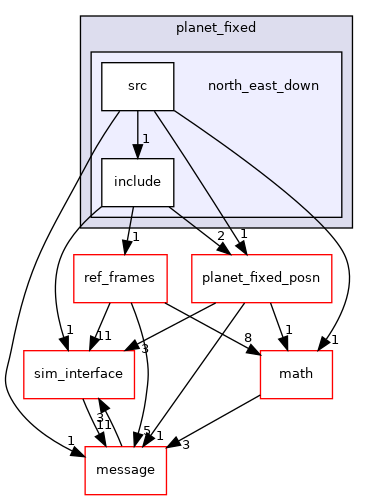 planet_fixed
src
north_east_down
1
include
1
2
1
ref_frames
planet_fixed_posn
1
11
3
8
1
1
sim_interface
math
3
11
5
1
1
3
message